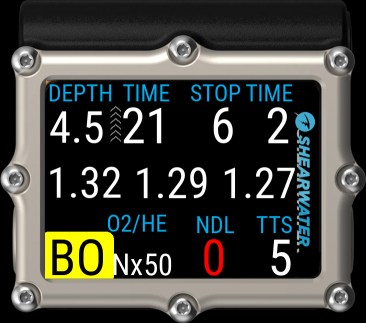 DEPTH TIME STOP TIME
4.5 21 6 2
1.32 1.29 1.27
O2/HE NDL TTS
BO Nx50 0 5
SHEARWATER